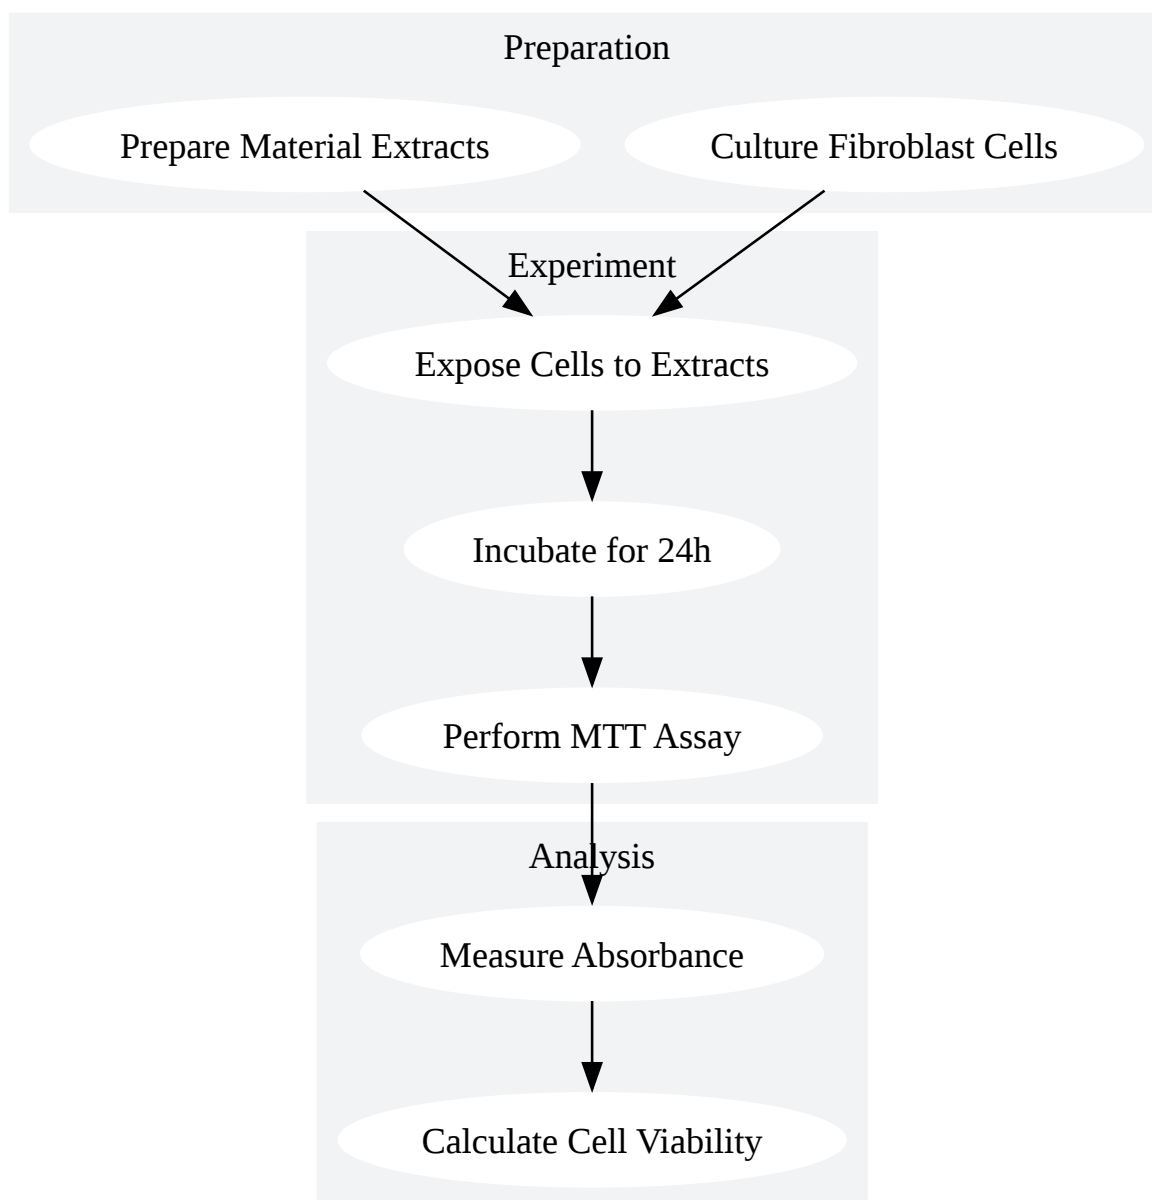 Preparation
Prepare Material Extracts
Culture Fibroblast Cells
Experiment
Expose Cells to Extracts
Incubate for 24h
Perform MTT Assay
Analysis
Measure Absorbance
Calculate Cell Viability